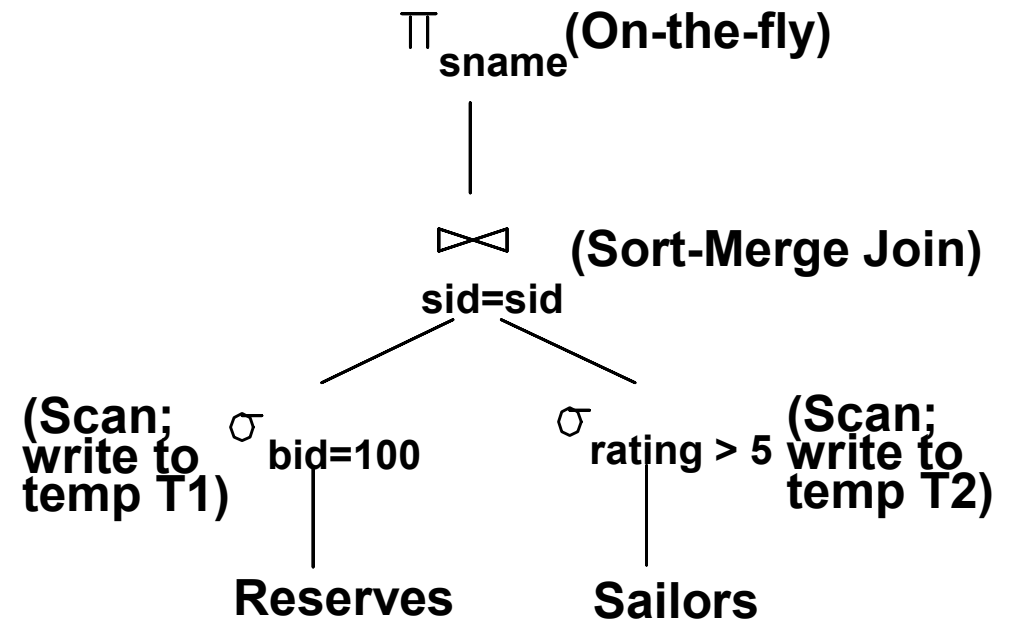 π sname (On-the-fly)
⋈ (Sort-Merge Join)
sid=sid
(Scan; write to temp T1)
σ bid=100
σ rating > 5
(Scan; write to temp T2)
Reserves
Sailors